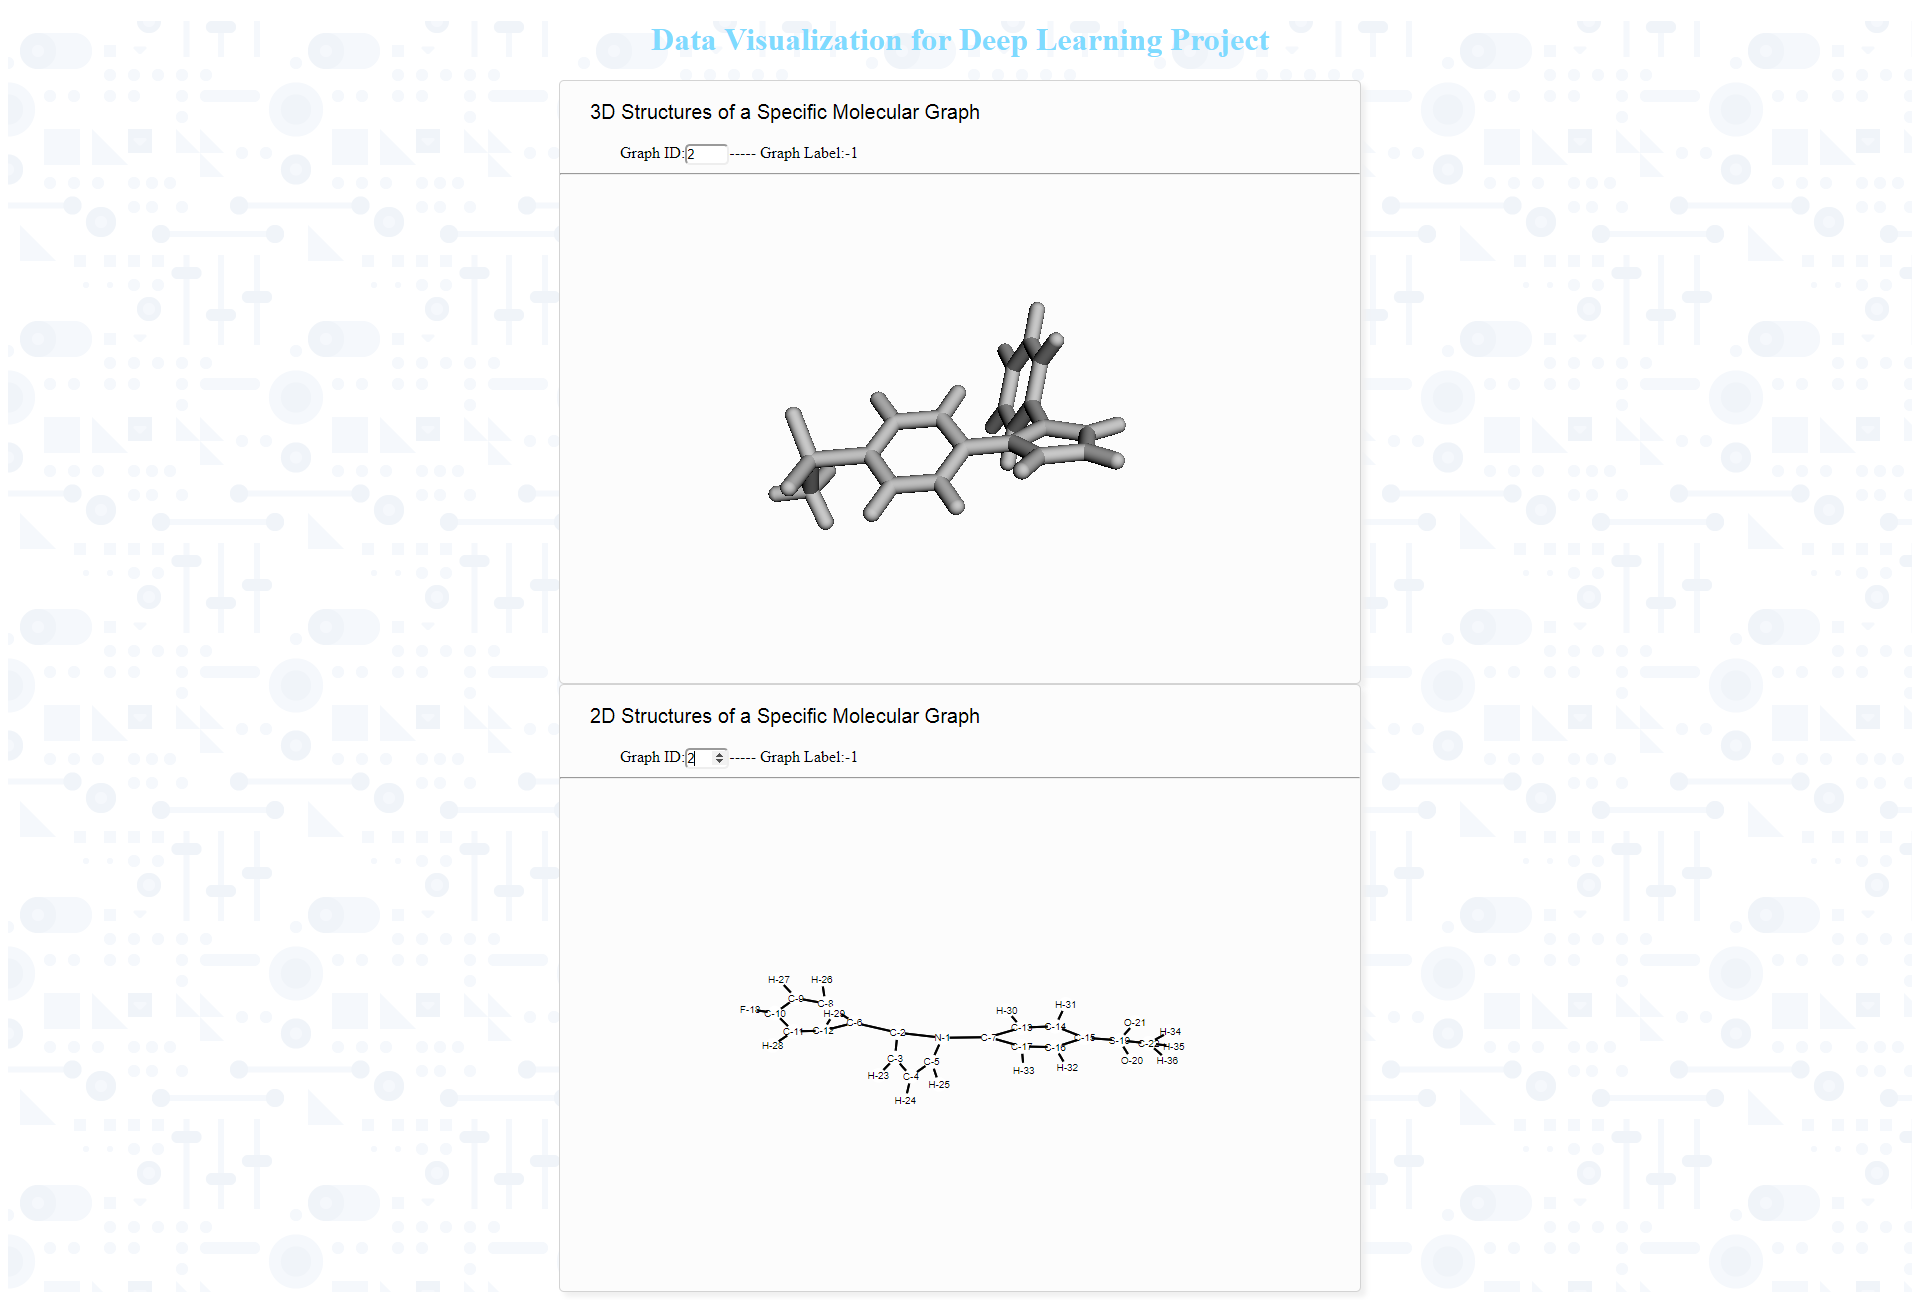 Data Visualization for Deep Learning Project
3D Structures of a Specific Molecular Graph
Graph ID:2 ----- Graph Label:-1
2D Structures of a Specific Molecular Graph
Graph ID:2 ----- Graph Label:-1
H-27 H-26
C-9 C-8
F-18 C-10 H-29 C-6
C-11 C-12
H-28
C-2 N-1 C-7
C-3 C-5
H-23 C-4
H-25
H-24
H-30 H-31
C-13 C-14
C-15
C-17 C-16
H-33 H-32
O-21
S-19 H-34
H-35
O-20 H-36